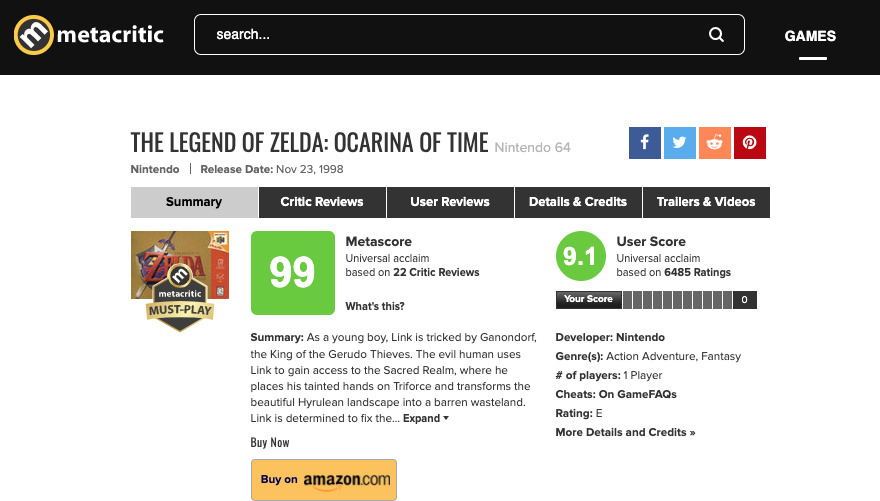 metacritic
search...
GAMES
THE LEGEND OF ZELDA: OCARINA OF TIME Nintendo 64
Nintendo | Release Date: Nov 23, 1998
Summary
Critic Reviews
User Reviews
Details & Credits
Trailers & Videos
ZELDA
metacritic
MUST-PLAY
99
Metascore
Universal acclaim
based on 22 Critic Reviews
What's this?
9.1
User Score
Universal acclaim
based on 6485 Ratings
Your Score
0
Summary: As a young boy, Link is tricked by Ganondorf,
the King of the Gerudo Thieves. The evil human uses
Link to gain access to the Sacred Realm, where he
places his tainted hands on Triforce and transforms the
beautiful Hyrulean landscape into a barren wasteland.
Link is determined to fix the... Expand
Buy Now
Buy on amazon.com
Developer: Nintendo
Genre(s): Action Adventure, Fantasy
# of players: 1 Player
Cheats: On GameFAQs
Rating: E
More Details and Credits »